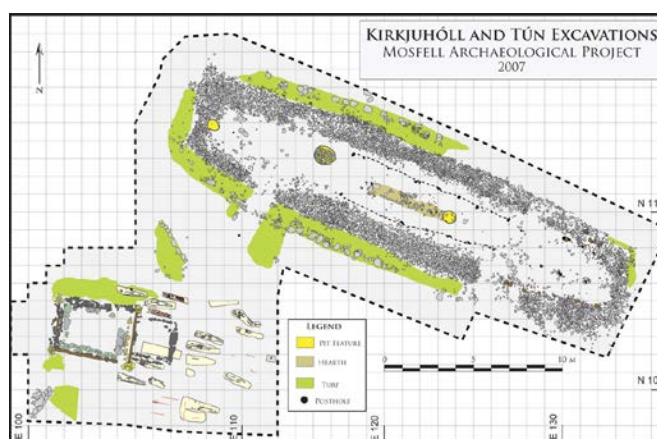 KIRKJUHÓLL AND TÚN EXCAVATIONS
MOSFELL ARCHAEOLOGICAL PROJECT
2007
N
N 11
LEGEND
PIT FEATURE
HEARTH
TURF
POSTHOLE
0
5
10 M
N 10
E 100
E 110
E 120
E 130